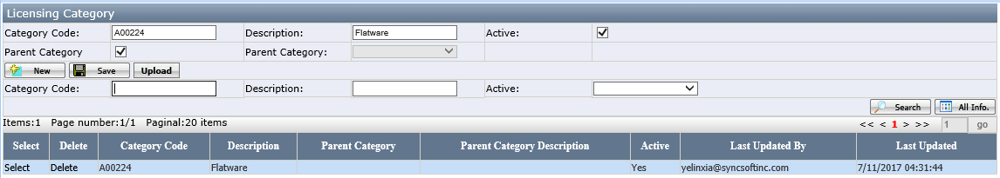 Licensing Category
Category Code: A00224 Description: Flatware Active:
Parent Category Parent Category:
New Save Upload
Category Code: Description: Active:
Search All Info.
Items:1 Page number:1/1 Paginal:20 items << < 1 > >> 1 go
Select Delete Category Code Description Parent Category Parent Category Description Active Last Updated By Last Updated
Select Delete A00224 Flatware Yes yelinxia@syncsoftinc.com 7/11/2017 04:31:44